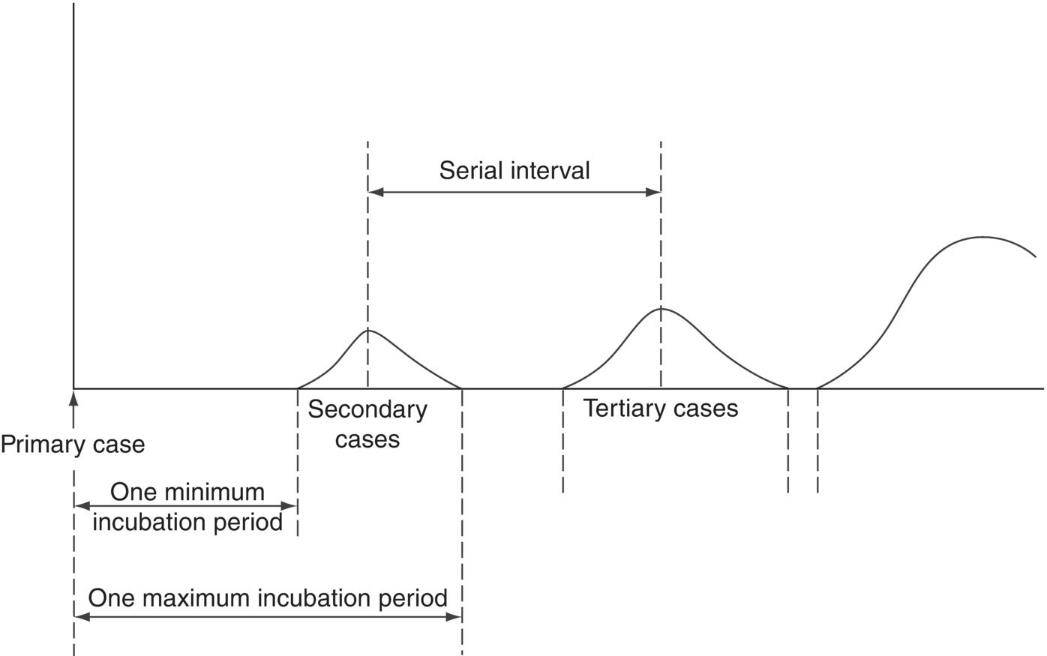 Serial interval
Secondary
cases
Tertiary cases
Primary case
One minimum
incubation period
One maximum incubation period